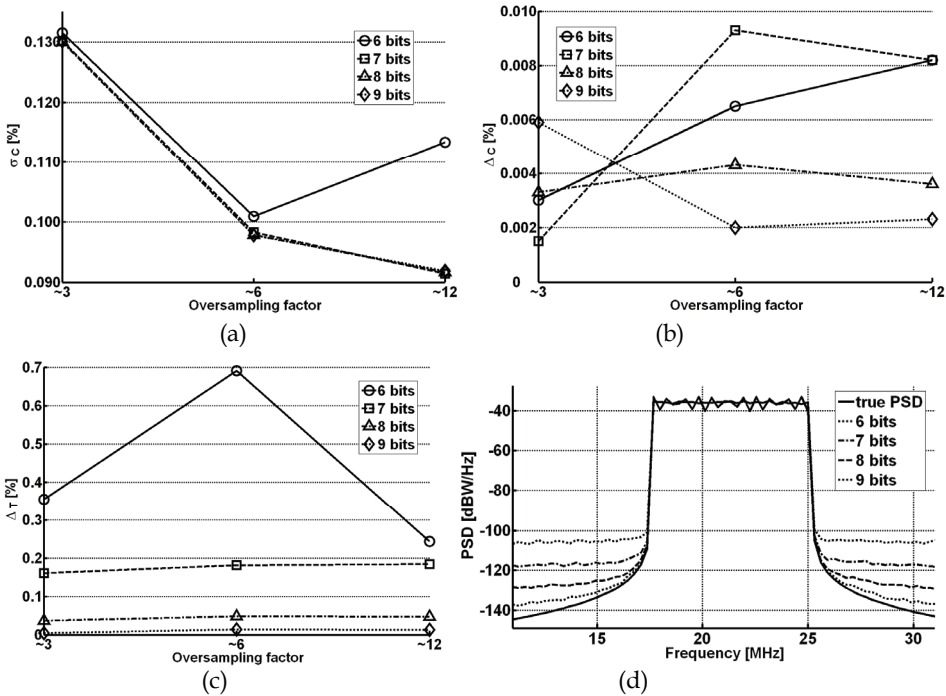 0.130
0.120
0.110
0.100
0.090
σ C [%]
6 bits
7 bits
8 bits
9 bits
~3
~6
~12
Oversampling factor
(a)
0.010
0.008
0.006
0.004
0.002
0
Δ C [%]
6 bits
7 bits
8 bits
9 bits
~3
~6
~12
Oversampling factor
(b)
0.7
0.6
0.5
0.4
0.3
0.2
0.1
0
Δ T [%]
6 bits
7 bits
8 bits
9 bits
~3
~6
~12
Oversampling factor
(c)
-40
-60
-80
-100
-120
-140
PSD [dBW/Hz]
true PSD
6 bits
7 bits
8 bits
9 bits
15
20
25
30
Frequency [MHz]
(d)